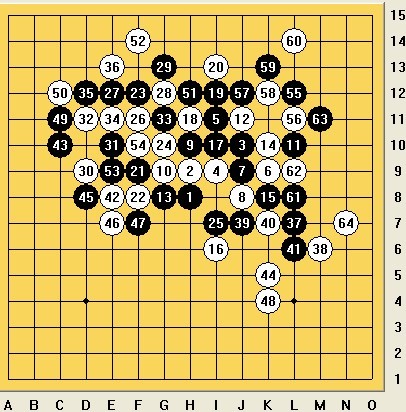 15
52 60 14
36 29 20 59 13
50 35 27 23 28 51 19 57 58 55 12
49 32 34 26 33 18 5 12 56 63 11
43 31 54 24 9 17 3 14 11 10
30 53 21 10 2 4 7 6 62 9
45 42 22 13 1 8 15 61 8
46 47 25 39 40 37 64 7
16 41 38 6
44 5
48 4
3
2
1
A B C D E F G H I J K L M N O